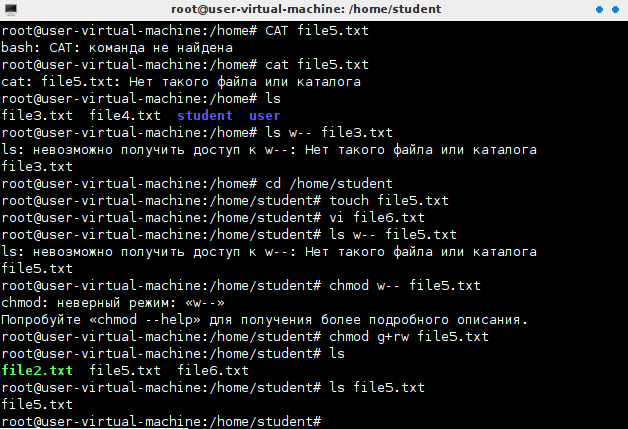 root@user-virtual-machine: /home/student
root@user-virtual-machine:/home# CAT file5.txt
bash: CAT: команда не найдена
root@user-virtual-machine:/home# cat file5.txt
cat: file5.txt: Нет такого файла или каталога
root@user-virtual-machine:/home# ls
file3.txt  file4.txt  student  user
root@user-virtual-machine:/home# ls w-- file3.txt
ls: невозможно получить доступ к w--: Нет такого файла или каталога
file3.txt
root@user-virtual-machine:/home# cd /home/student
root@user-virtual-machine:/home/student# touch file5.txt
root@user-virtual-machine:/home/student# vi file6.txt
root@user-virtual-machine:/home/student# ls w-- file5.txt
ls: невозможно получить доступ к w--: Нет такого файла или каталога
file5.txt
root@user-virtual-machine:/home/student# chmod w-- file5.txt
chmod: неверный режим: «w--»
Попробуйте «chmod --help» для получения более подробного описания.
root@user-virtual-machine:/home/student# chmod g+rw file5.txt
root@user-virtual-machine:/home/student# ls
file2.txt  file5.txt  file6.txt
root@user-virtual-machine:/home/student# ls file5.txt
file5.txt
root@user-virtual-machine:/home/student#